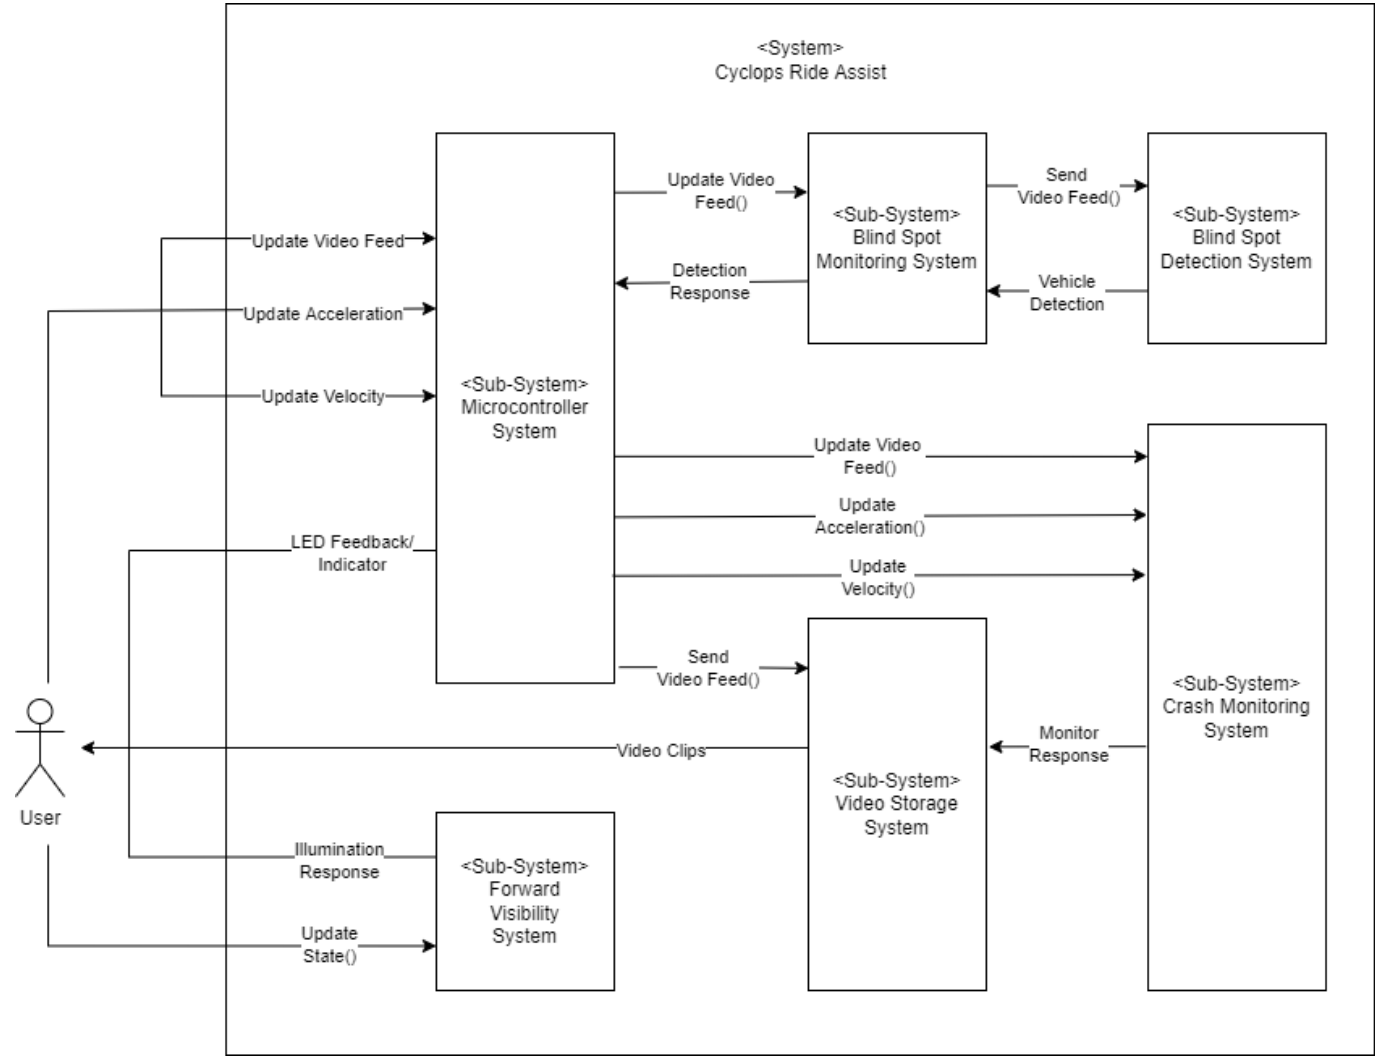 <System>
Cyclops Ride Assist
Update Video
Feed()
Send
Video Feed()
<Sub-System>
Blind Spot
Monitoring System
<Sub-System>
Blind Spot
Detection System
Update Video Feed
Detection
Response
Vehicle
Detection
Update Acceleration
<Sub-System>
Microcontroller
System
Update Velocity
Update Video
Feed()
Update
Acceleration()
LED Feedback/
Indicator
Update
Velocity()
Send
Video Feed()
<Sub-System>
Crash Monitoring
System
Video Clips
Monitor
Response
<Sub-System>
Video Storage
System
User
Illumination
Response
<Sub-System>
Forward
Visibility
System
Update
State()